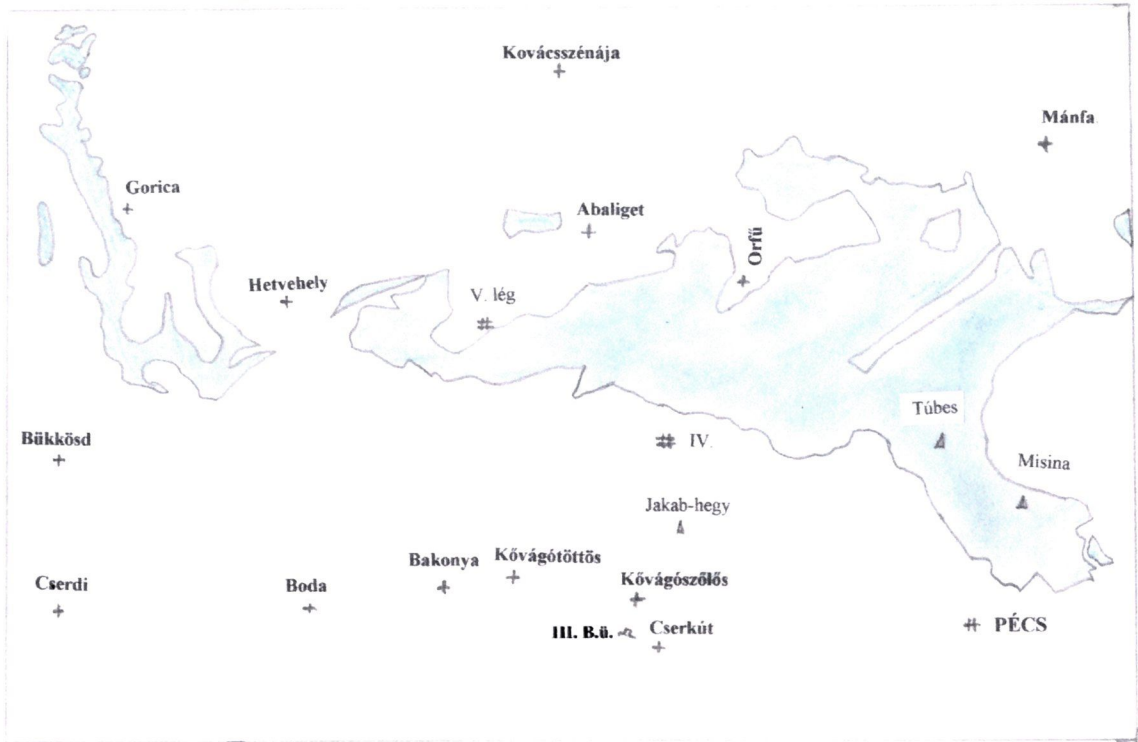 Kovácsszénája
Mánfa
Gorica
Abaliget
Orfű
Hetvehely
V. lég
Túbes
Bükkösd
IV.
Misina
Jakab-hegy
Bakonya
Kővágótöttös
Cserdi
Boda
Kővágószőlős
III. B.ü.
Cserkút
PÉCS